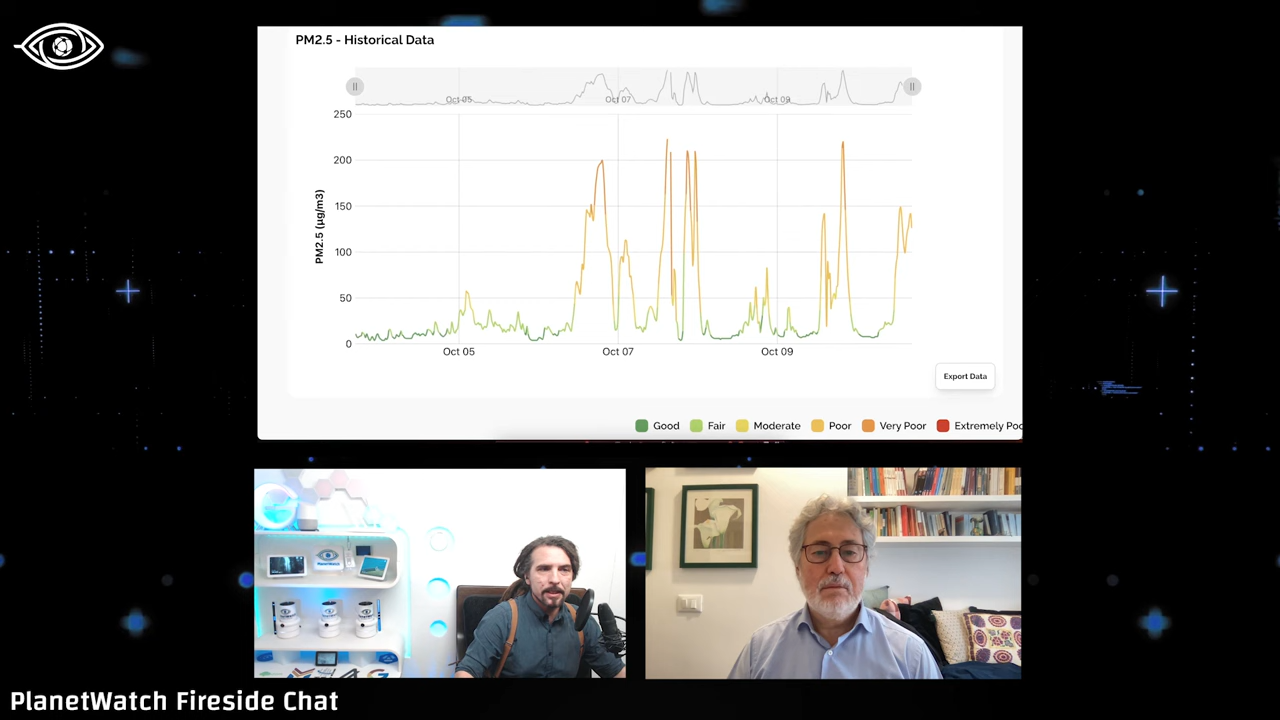 PM2.5 - Historical Data
Oct 05 Oct 07 Oct 09
250
200
150
100
50
0
PM2.5 (µg/m3)
Oct 05 Oct 07 Oct 09
Export Data
Good Fair Moderate Poor Very Poor Extremely Poo
PlanetWatch
PlanetWatch Fireside Chat